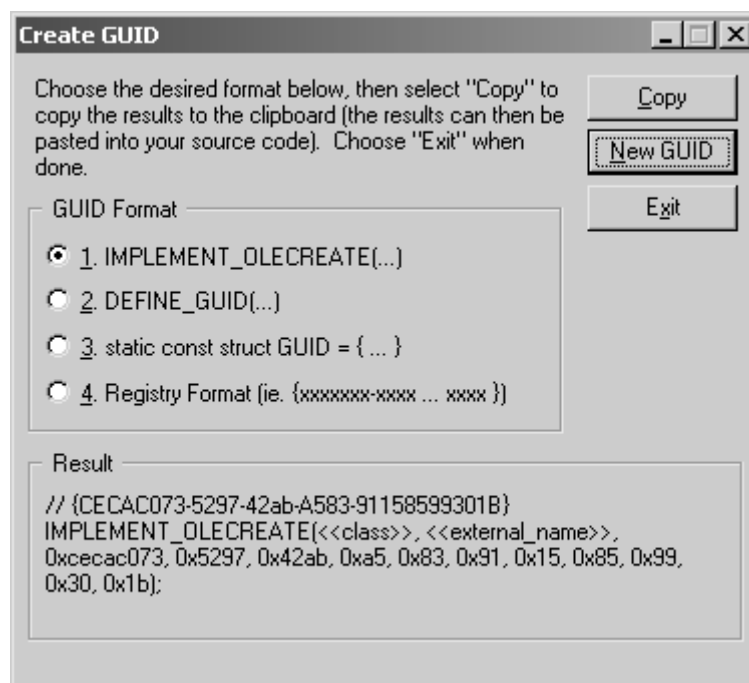 Create GUID
Choose the desired format below, then select "Copy" to
copy the results to the clipboard (the results can then be
pasted into your source code). Choose "Exit" when
done.
Copy
New GUID
Exit
GUID Format
1. IMPLEMENT_OLECREATE(...)
2. DEFINE_GUID(...)
3. static const struct GUID = { ... }
4. Registry Format (ie. {xxxxxxx-xxxx ... xxxx })
Result
// {CECAC073-5297-42ab-A583-91158599301B}
IMPLEMENT_OLECREATE(<<class>>, <<external_name>>,
0xcecac073, 0x5297, 0x42ab, 0xa5, 0x83, 0x91, 0x15, 0x85, 0x99,
0x30, 0x1b);